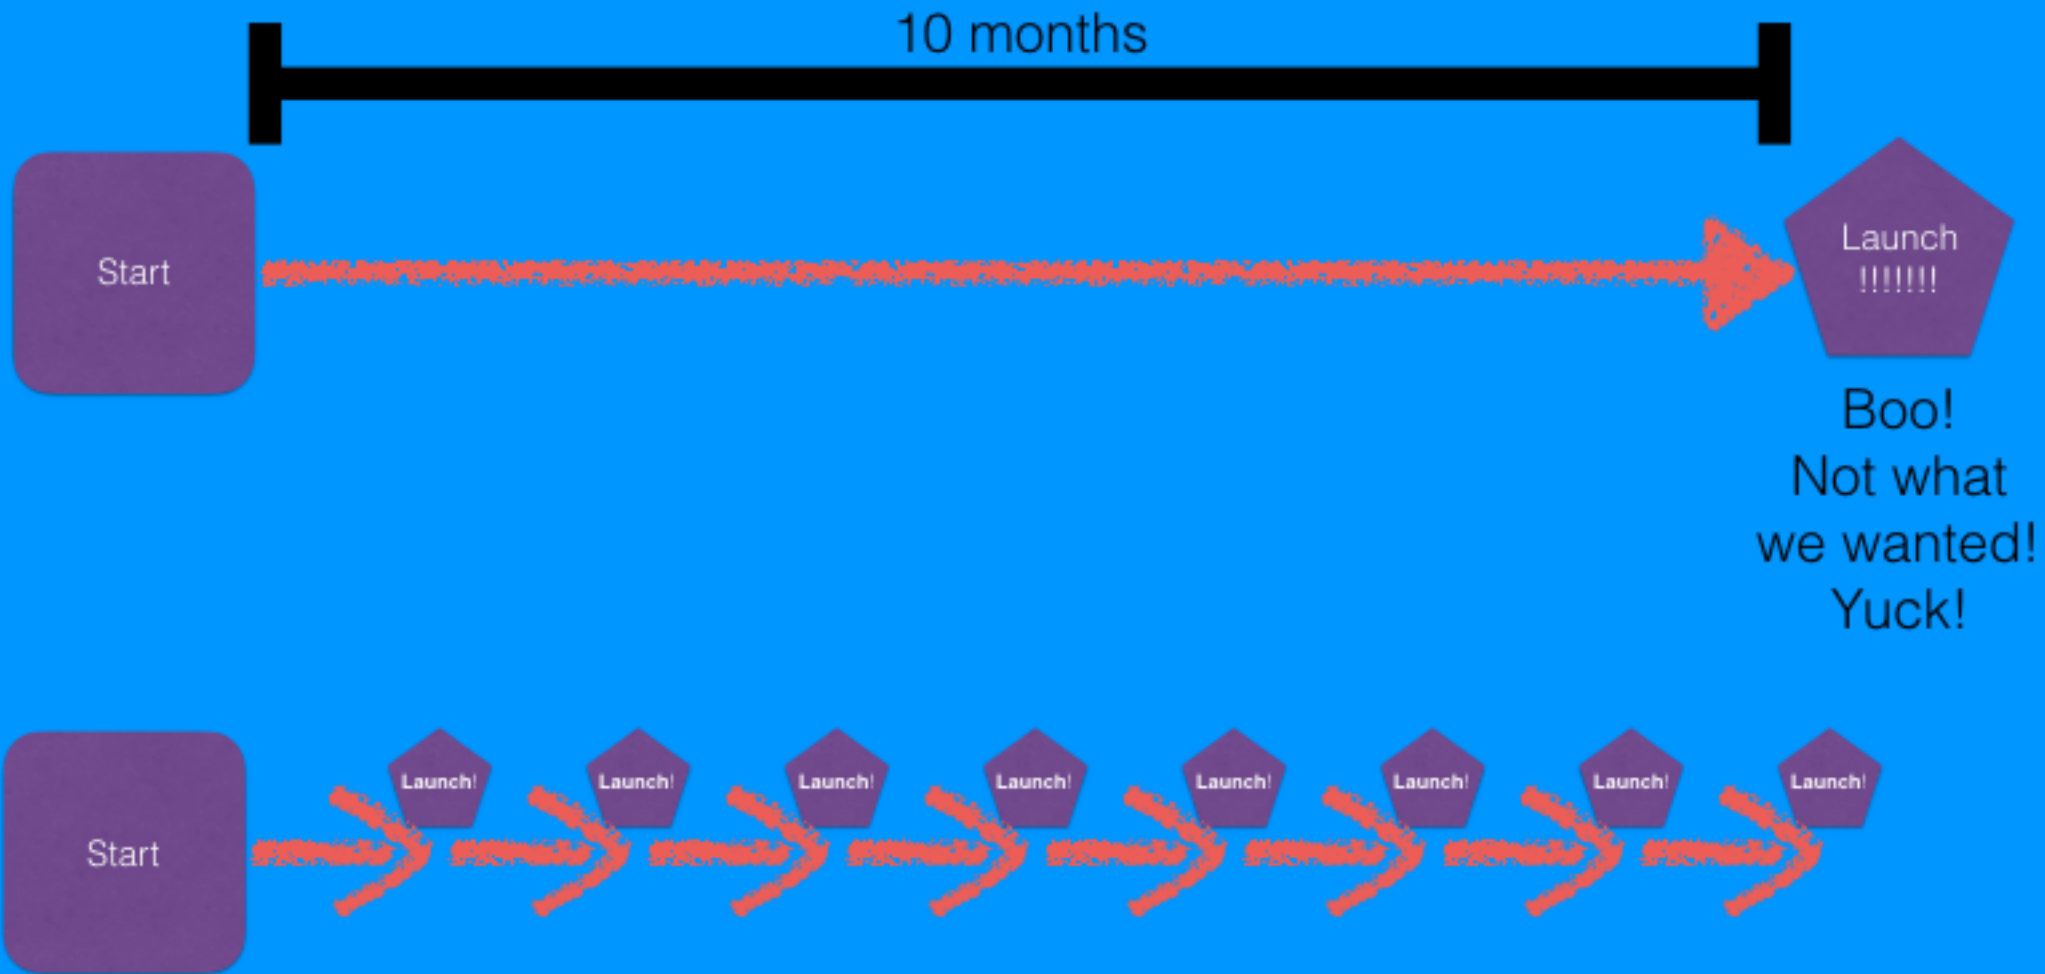 10 months
Start
Launch
!!!!!!!
Boo!
Not what
we wanted!
Yuck!
Launch!
Launch!
Launch!
Launch!
Launch!
Launch!
Launch!
Launch!
Start